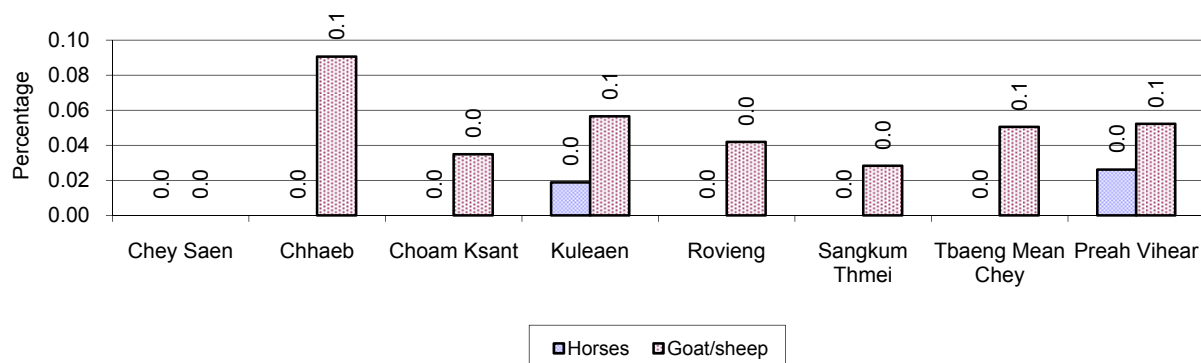 Percentage
0.10
0.08
0.06
0.04
0.02
0.00
0.0
0.0
0.0
0.1
0.0
0.0
0.0
0.1
0.0
0.0
0.0
0.0
0.0
0.1
0.0
0.1
Chey Saen
Chhaeb
Choam Ksant
Kuleaen
Rovieng
Sangkum
Thmei
Tbaeng Mean
Chey
Preah Vihear
Horses
Goat/sheep